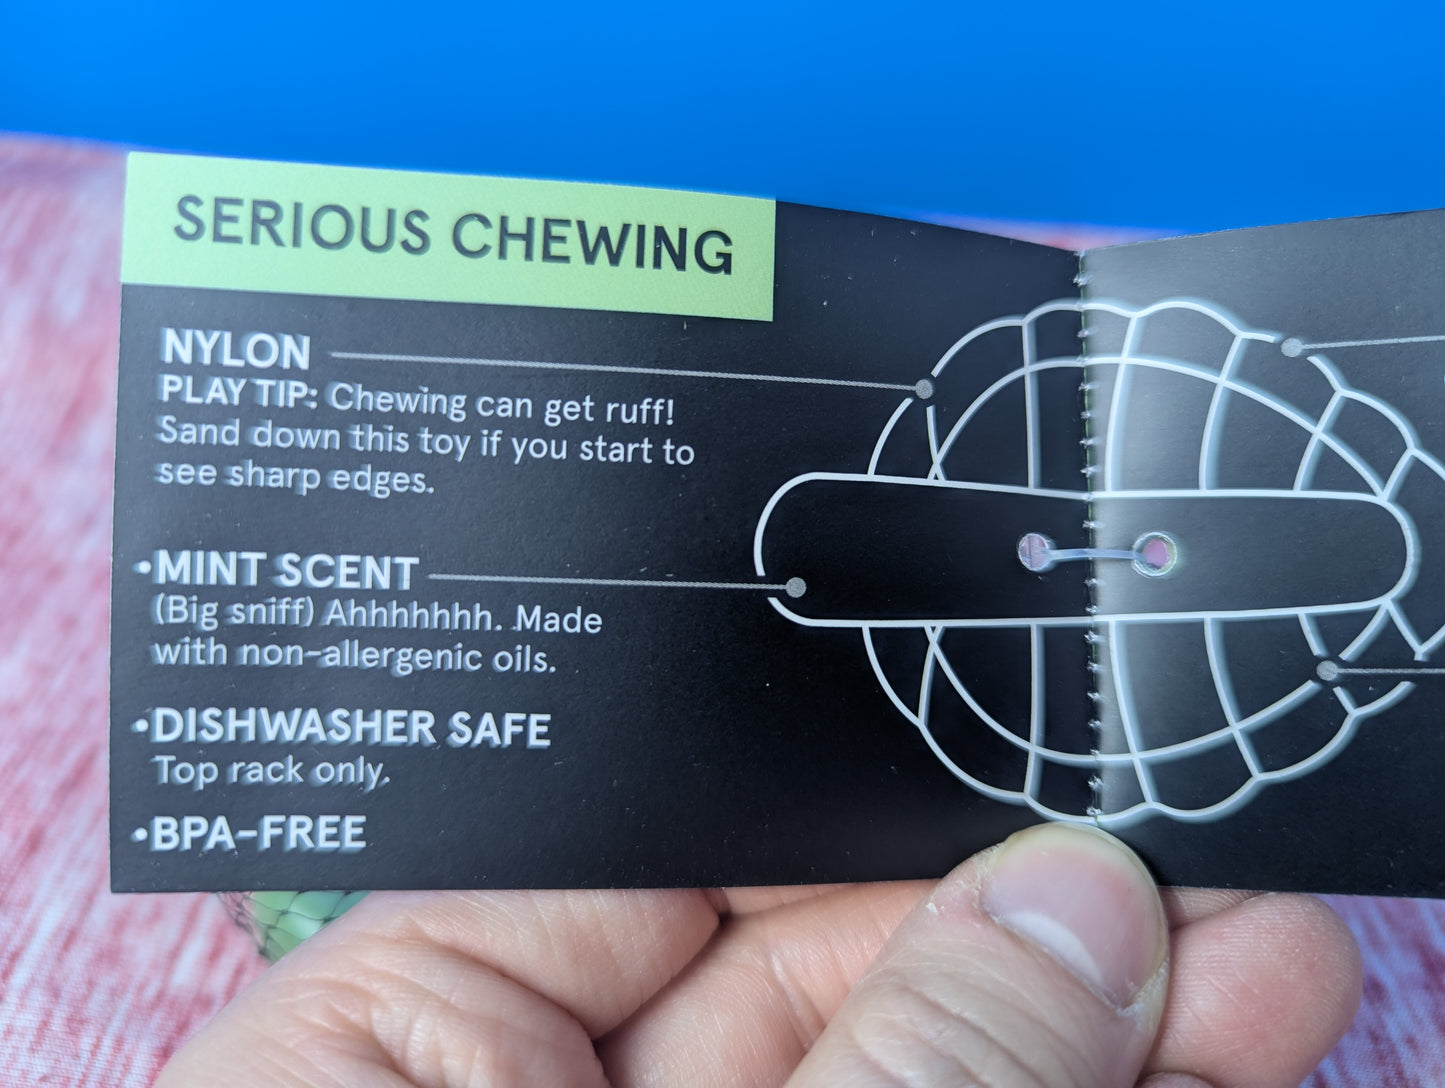 SERIOUS CHEWING
NYLON
PLAY TIP: Chewing can get ruff!
Sand down this toy if you start to
see sharp edges.
•MINT SCENT
(Big sniff) Ahhhhhhh. Made
with non-allergenic oils.
•DISHWASHER SAFE
Top rack only.
•BPA-FREE